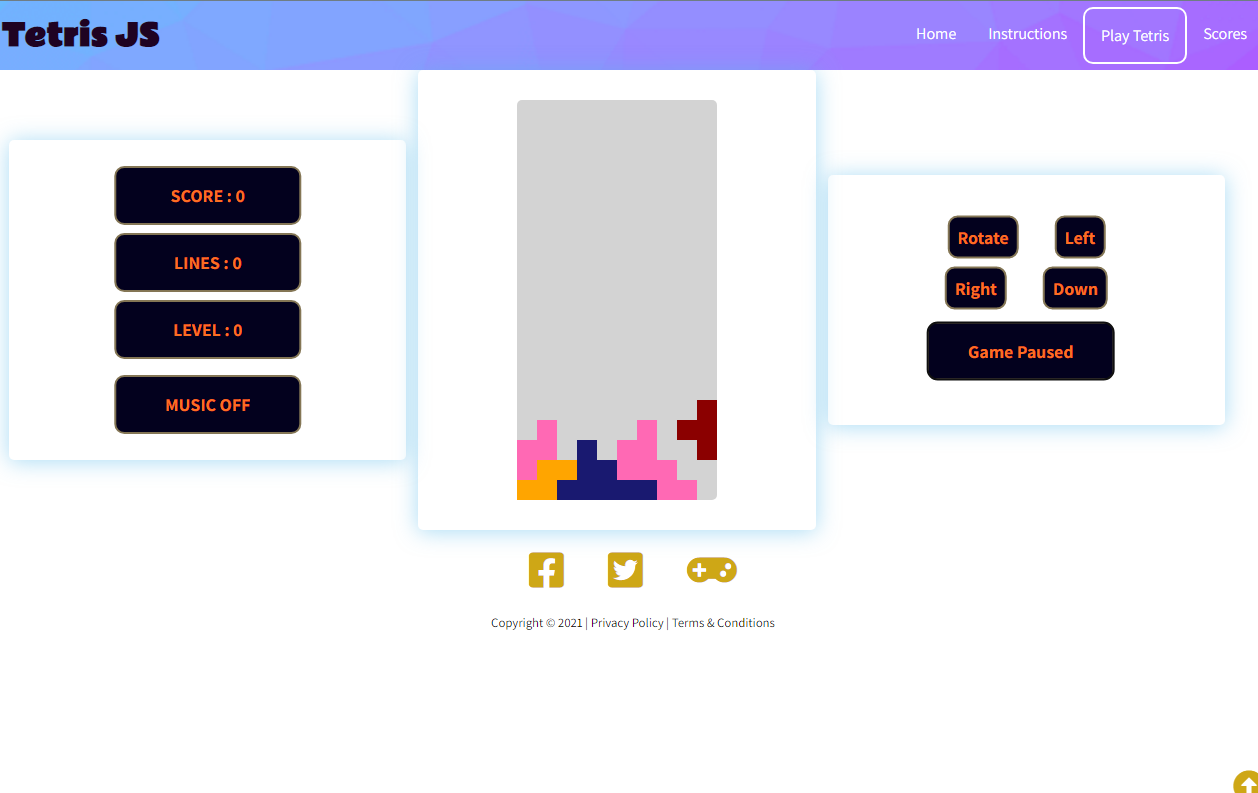 Tetris JS
Home Instructions Play Tetris Scores
SCORE : 0
LINES : 0
LEVEL : 0
MUSIC OFF
Rotate Left
Right Down
Game Paused
Copyright © 2021 | Privacy Policy | Terms & Conditions